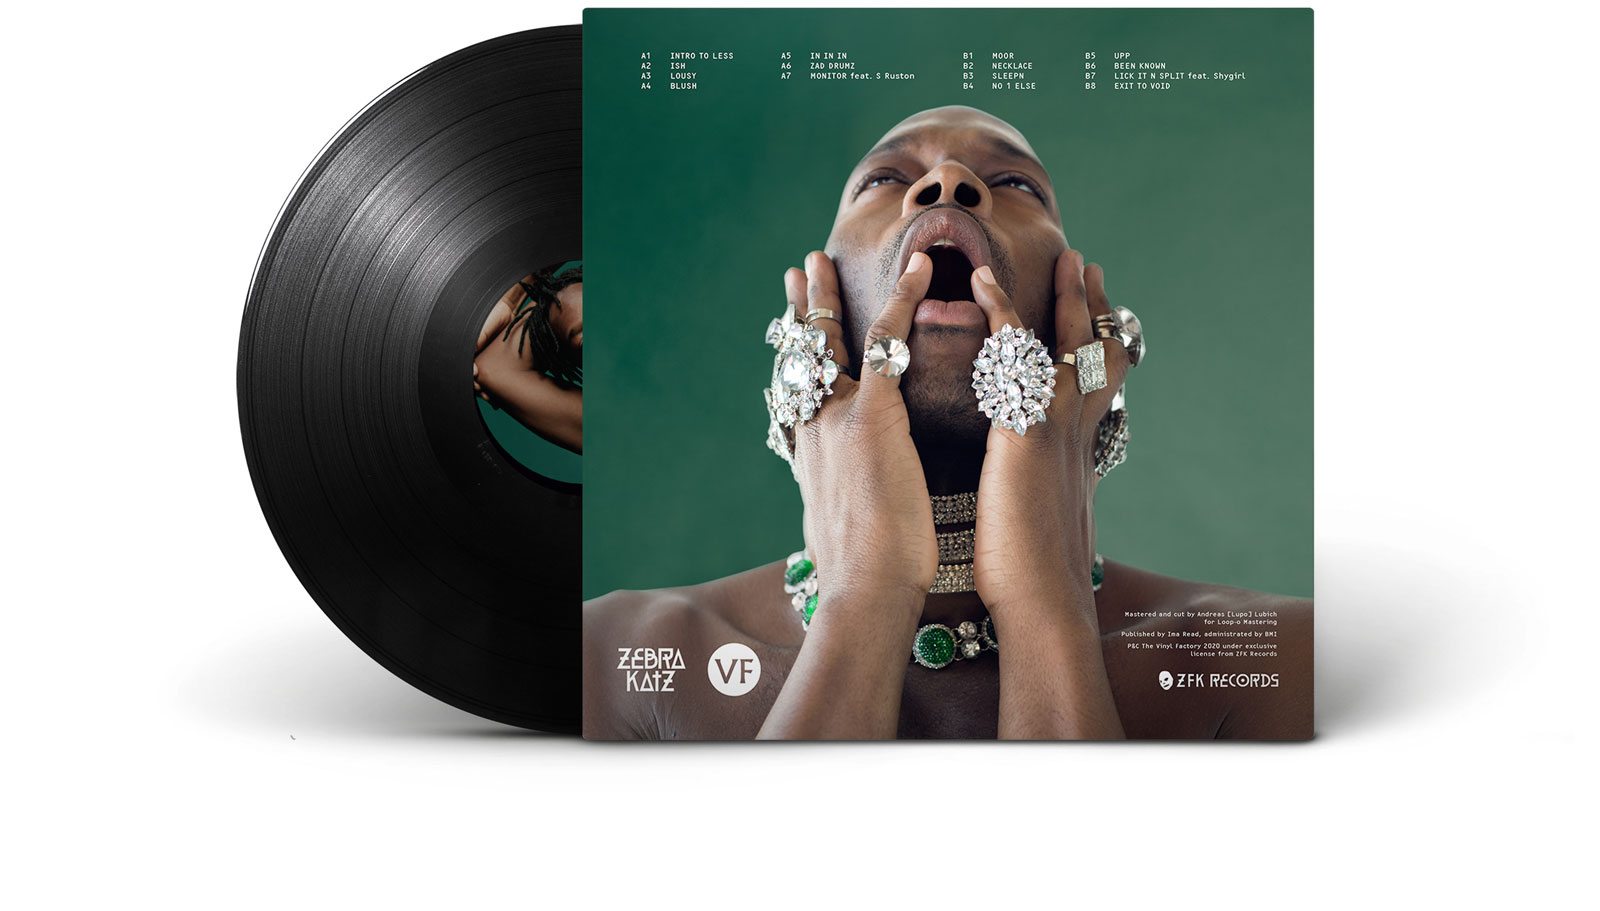 A1 INTRO TO LESS
A2 ISH
A3 LOUSY
A4 BLUSH
A5 IN IN IN
A6 ZAD DRUMZ
A7 MONITOR feat. S Ruston
B1 MOOR
B2 NECKLACE
B3 SLEEPN
B4 NO 1 ELSE
B5 UPP
B6 BEEN KNOWN
B7 LICK IT N SPLIT feat. Shygirl
B8 EXIT TO VOID
Mastered and cut by Andreas [Lupo] Lubich
for Loop-o Mastering
Published by Ima Read, administrated by BMI
P&C The Vinyl Factory 2020 under exclusive
license from ZFK Records
ZEBRA
KATZ
VF
ZFK RECORDS